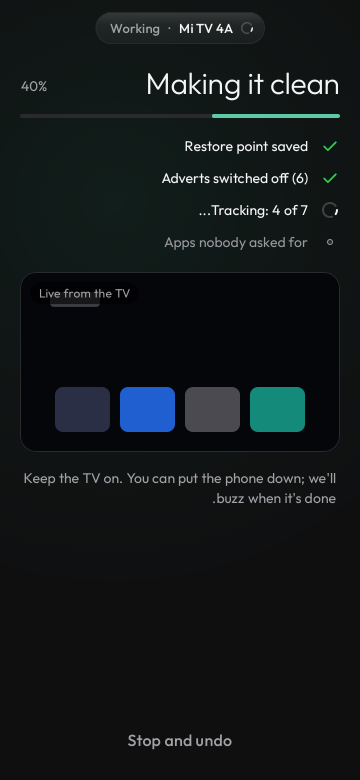 Working · Mi TV 4A
Making it clean
40%
Restore point saved
Adverts switched off (6)
...Tracking: 4 of 7
Apps nobody asked for
Live from the TV
Keep the TV on. You can put the phone down; we'll
.buzz when it's done
Stop and undo